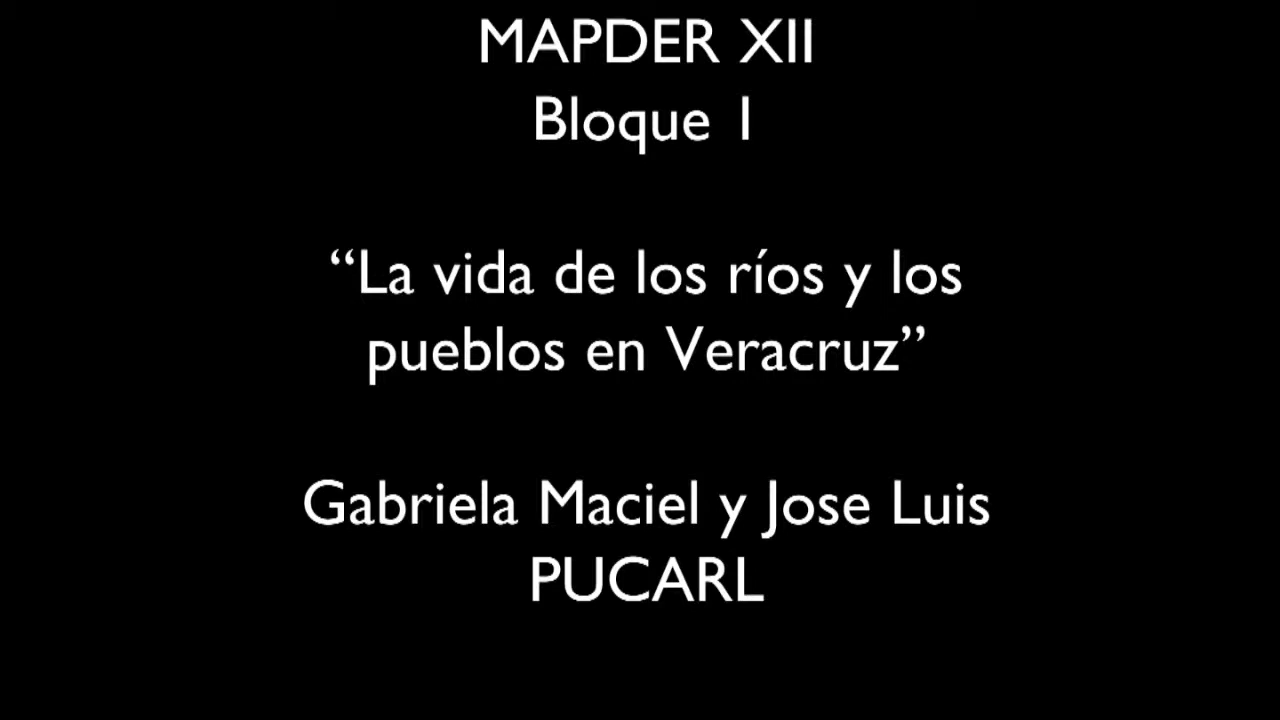 MAPDER XII
Bloque 1
“La vida de los ríos y los
pueblos en Veracruz”
Gabriela Maciel y Jose Luis
PUCARL